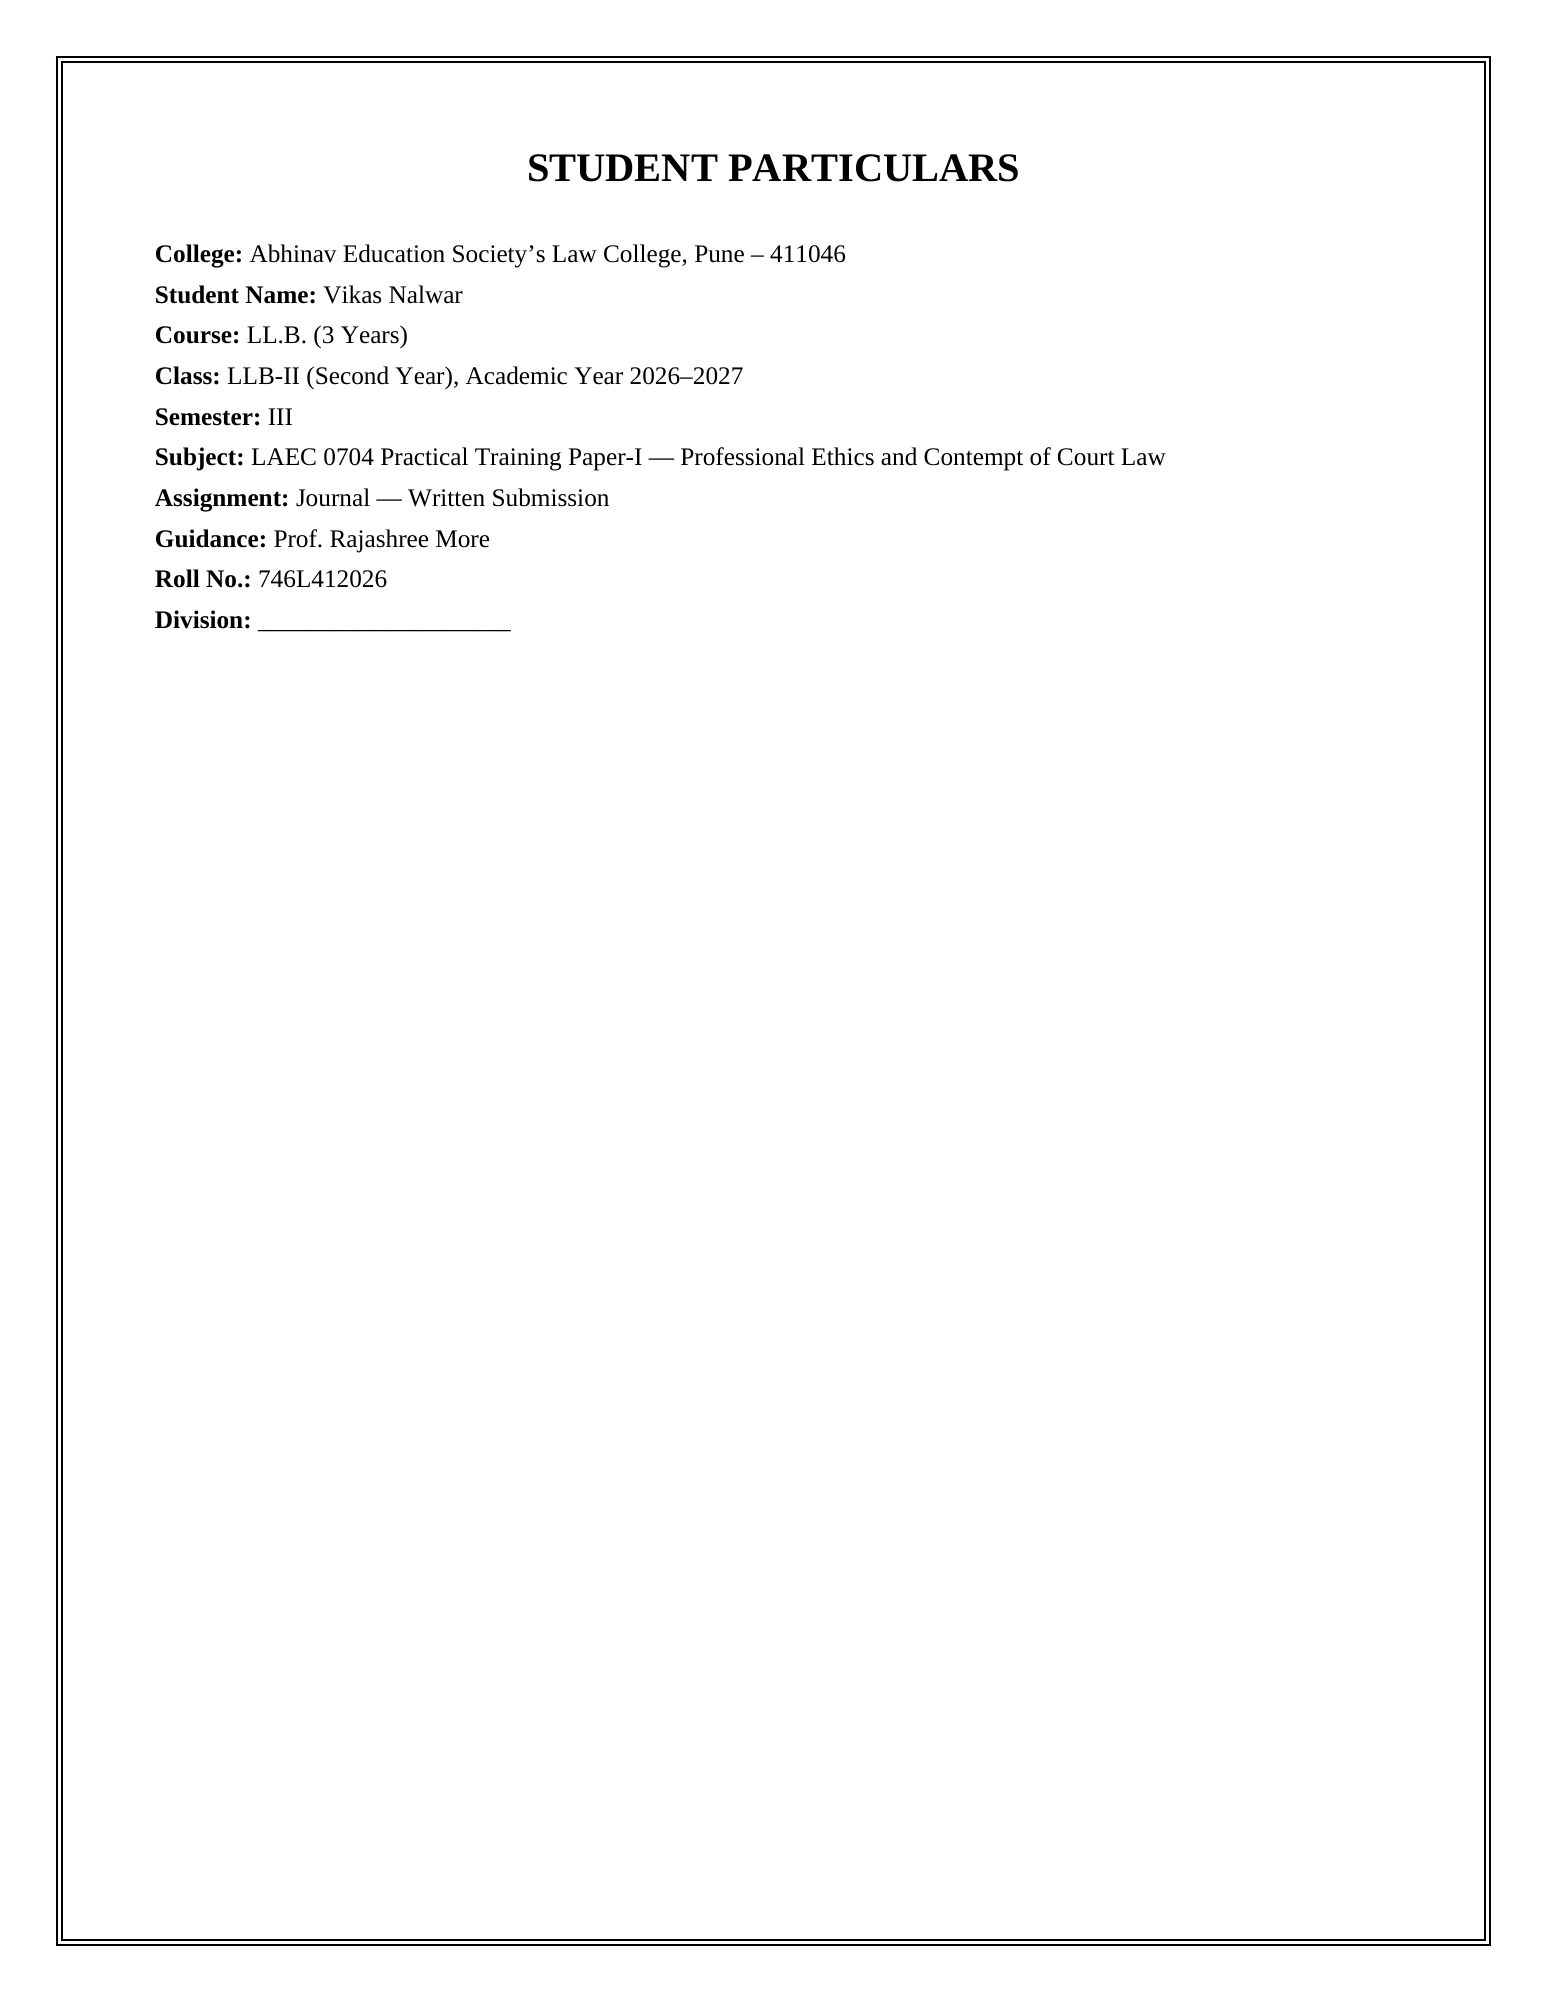 STUDENT PARTICULARS
College: Abhinav Education Society’s Law College, Pune – 411046
Student Name: Vikas Nalwar
Course: LL.B. (3 Years)
Class: LLB-II (Second Year), Academic Year 2026–2027
Semester: III
Subject: LAEC 0704 Practical Training Paper-I — Professional Ethics and Contempt of Court Law
Assignment: Journal — Written Submission
Guidance: Prof. Rajashree More
Roll No.: 746L412026
Division: ____________________